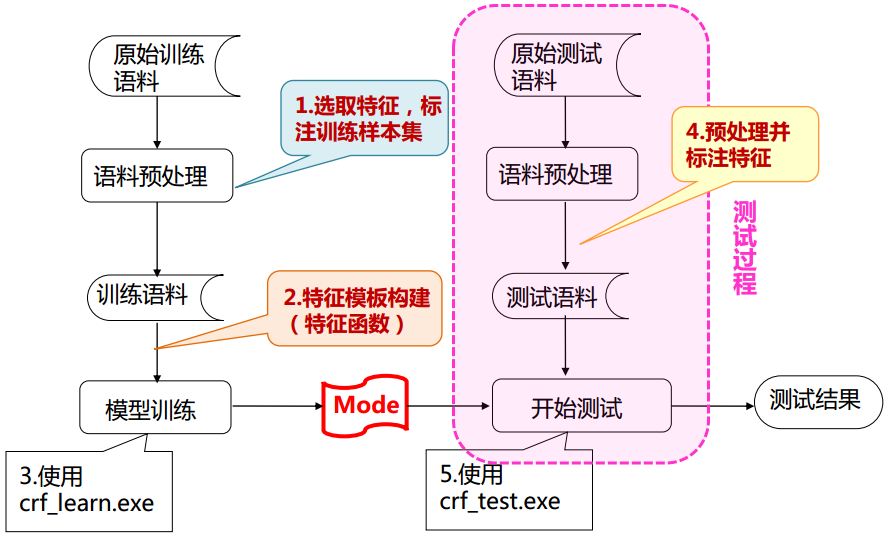 原始训练
语料
1.选取特征，标
注训练样本集
语料预处理
训练语料
2.特征模板构建
（特征函数）
模型训练
3.使用
crf_learn.exe
Mode
原始测试
语料
4.预处理并
标注特征
语料预处理
测试过程
测试语料
开始测试
5.使用
crf_test.exe
测试结果